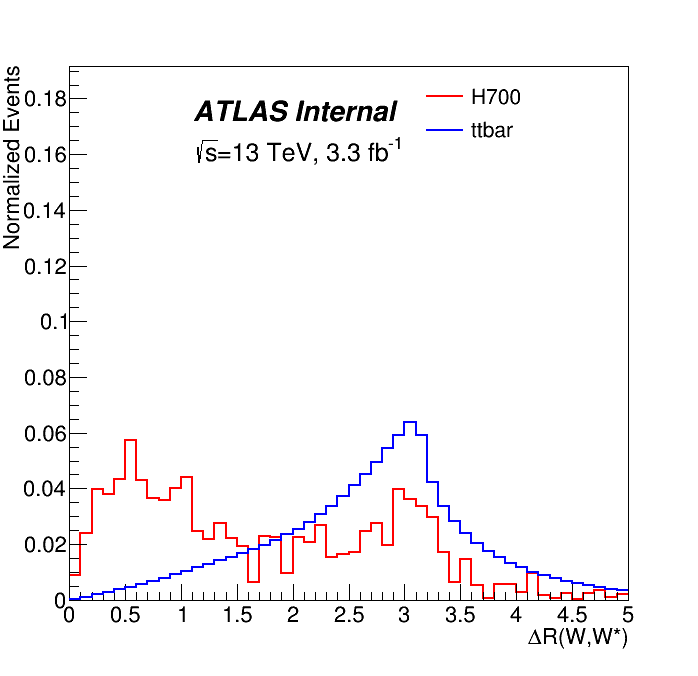 Normalized Events
0.18
0.16
0.14
0.12
0.1
0.08
0.06
0.04
0.02
0
ATLAS Internal
√s=13 TeV, 3.3 fb⁻¹
H700
ttbar
0 0.5 1 1.5 2 2.5 3 3.5 4 4.5 5
ΔR(W,W*)